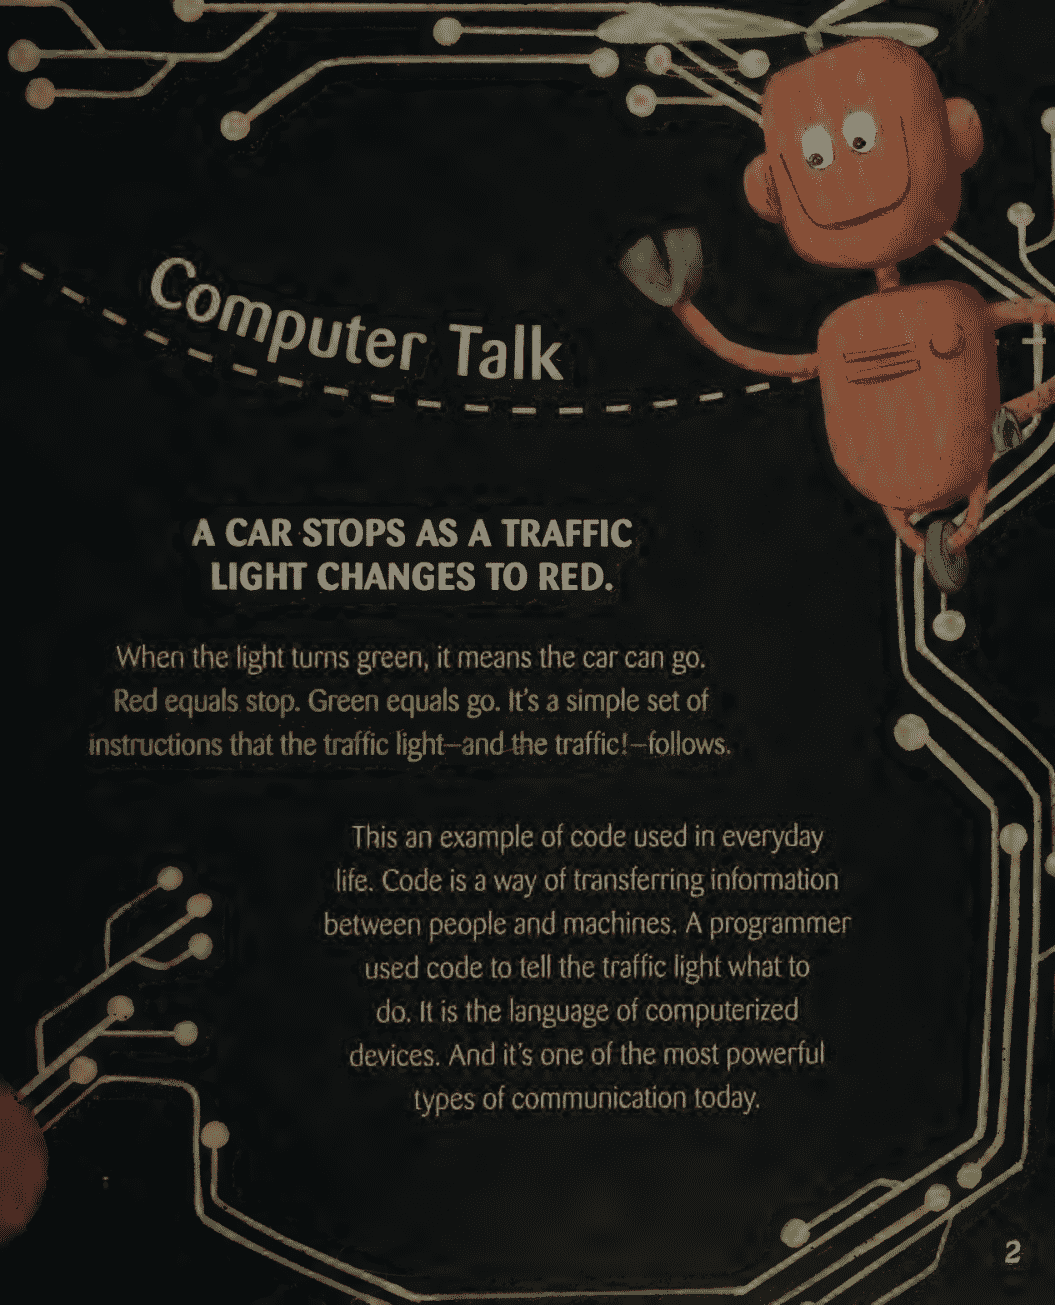 Computer Talk
A CAR STOPS AS A TRAFFIC
LIGHT CHANGES TO RED.
When the light turns green, it means the car can go.
Red equals stop. Green equals go. It's a simple set of
instructions that the traffic light—and the traffic!—follows.
This an example of code used in everyday
life. Code is a way of transferring information
between people and machines. A programmer
used code to tell the traffic light what to
do. It is the language of computerized
devices. And it's one of the most powerful
types of communication today.
2